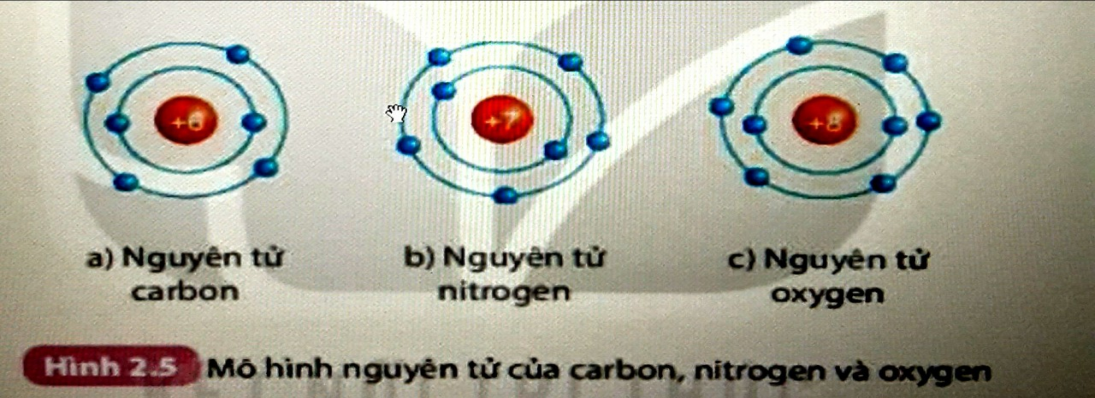 +6 +7 +8
a) Nguyên tử b) Nguyên tử c) Nguyên tử
carbon nitrogen oxygen
Hình 2.5 Mô hình nguyên tử của carbon, nitrogen và oxygen